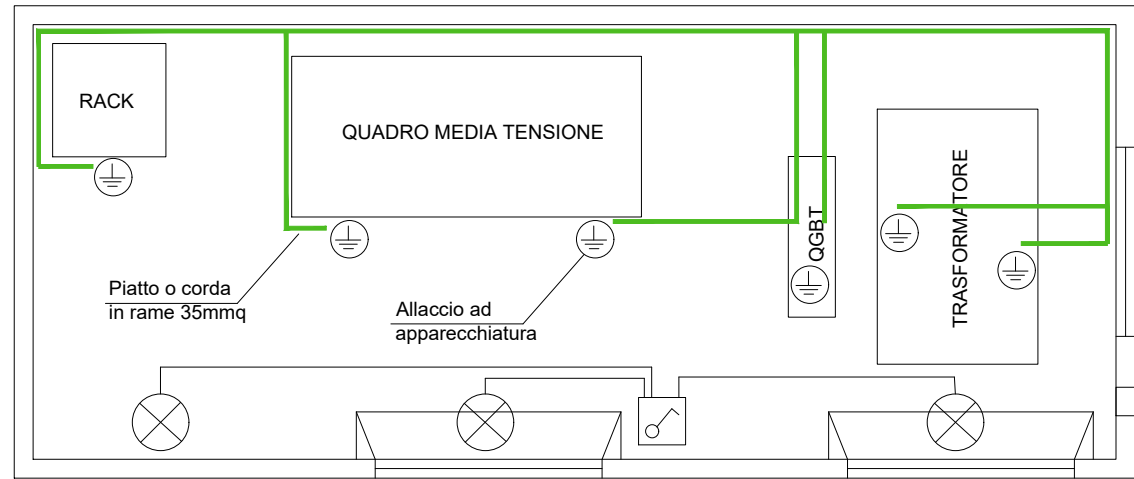 RACK
QUADRO MEDIA TENSIONE
QGBT
TRASFORMATORE
Piatto o corda
in rame 35mmq
Allaccio ad
apparecchiatura